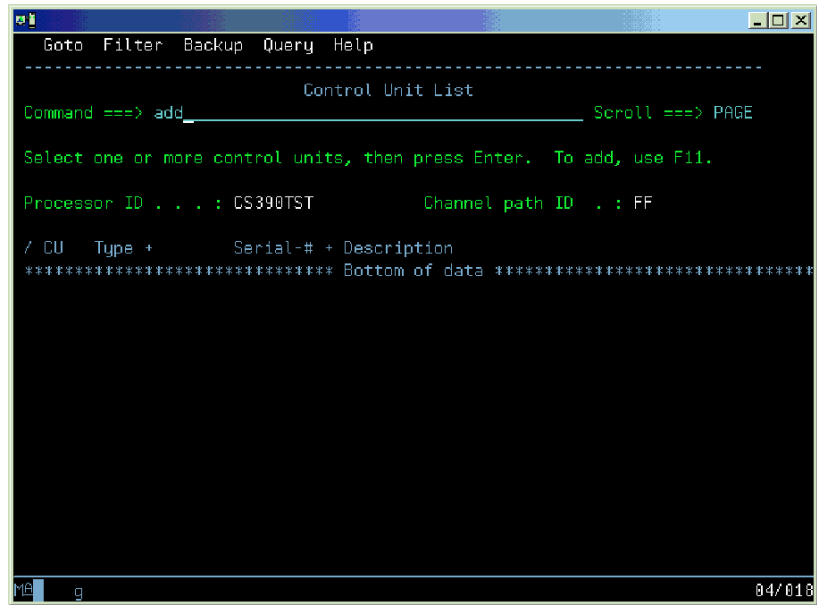 Goto Filter Backup Query Help
--------------------------------------------------------------------------
Control Unit List
Command ===> add_______________________________________ Scroll ===> PAGE
Select one or more control units, then press Enter. To add, use F11.
Processor ID . . . : CS390TST Channel path ID . : FF
/ CU Type + Serial-# + Description
******************************* Bottom of data ********************************
MA g 04/018